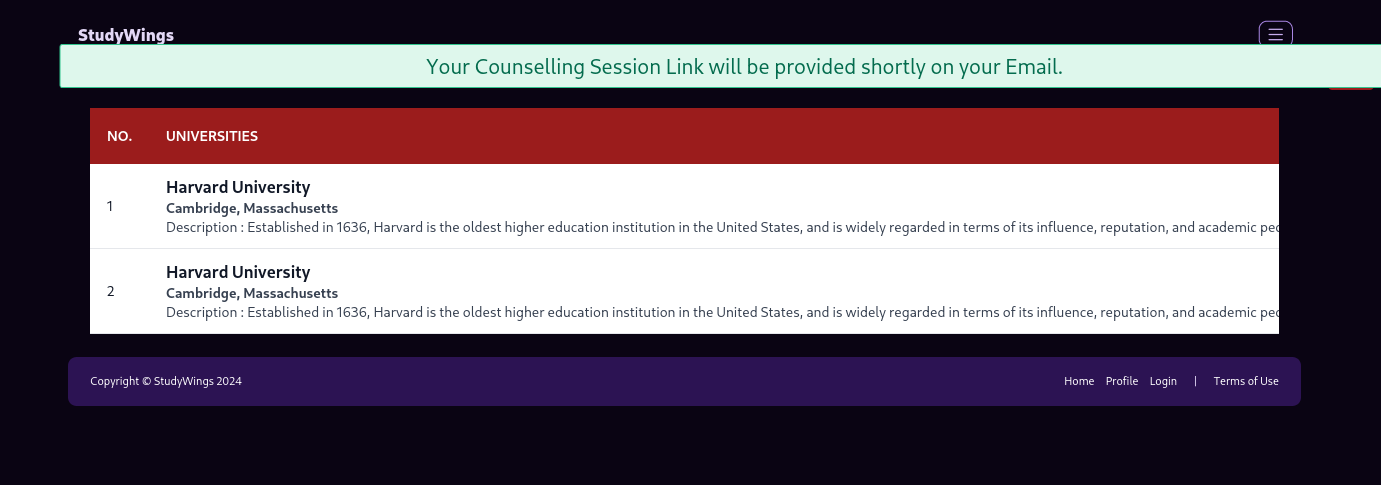 StudyWings
Your Counselling Session Link will be provided shortly on your Email.
NO. UNIVERSITIES
1
Harvard University
Cambridge, Massachusetts
Description : Established in 1636, Harvard is the oldest higher education institution in the United States, and is widely regarded in terms of its influence, reputation, and academic
2
Harvard University
Cambridge, Massachusetts
Description : Established in 1636, Harvard is the oldest higher education institution in the United States, and is widely regarded in terms of its influence, reputation, and academic
Copyright © StudyWings 2024 Home Profile Login | Terms of Use